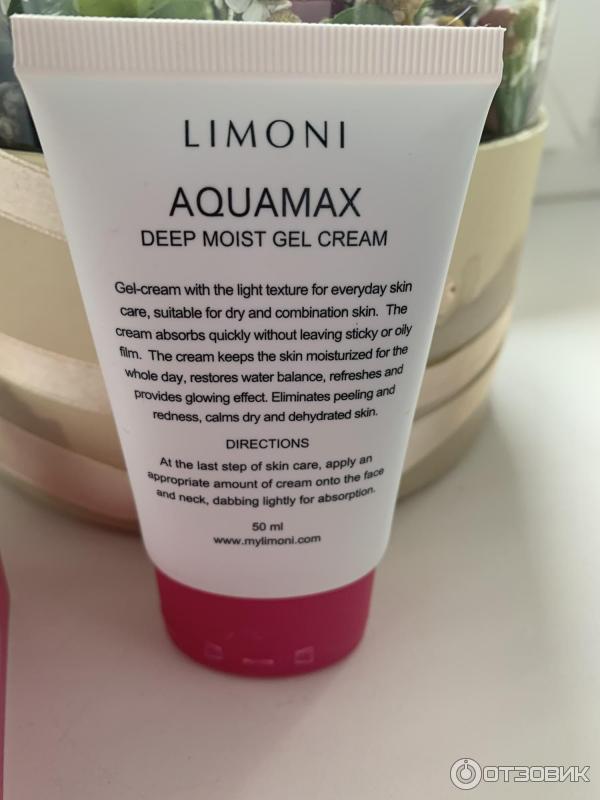 LIMONI
AQUAMAX
DEEP MOIST GEL CREAM
Gel-cream with the light texture for everyday skin
care, suitable for dry and combination skin. The
cream absorbs quickly without leaving sticky or oily
film. The cream keeps the skin moisturized for the
whole day, restores water balance, refreshes and
provides glowing effect. Eliminates peeling and
redness, calms dry and dehydrated skin.
DIRECTIONS
At the last step of skin care, apply an
appropriate amount of cream onto the face
and neck, dabbing lightly for absorption.
50 ml
www.mylimoni.com
ОТЗОВИК